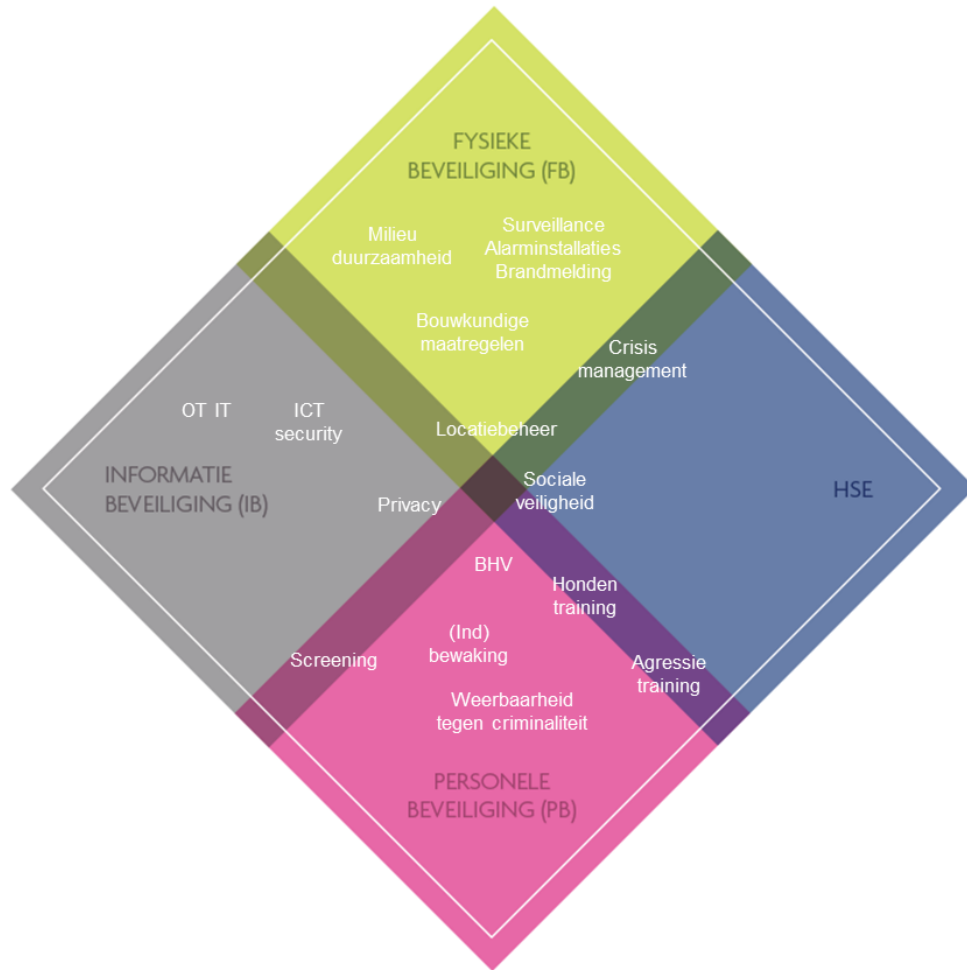 FYSIEKE
BEVEILIGING (FB)
Milieu
duurzaamheid
Surveillance
Alarminstallaties
Brandmelding
Bouwkundige
maatregelen
Crisis
management
OT IT
ICT
security
Locatiebeheer
INFORMATIE
BEVEILIGING (IB)
Privacy
Sociale
veiligheid
HSE
BHV
Honden
training
(Ind)
bewaking
Screening
Agressie
training
Weerbaarheid
tegen criminaliteit
PERSONELE
BEVEILIGING (PB)